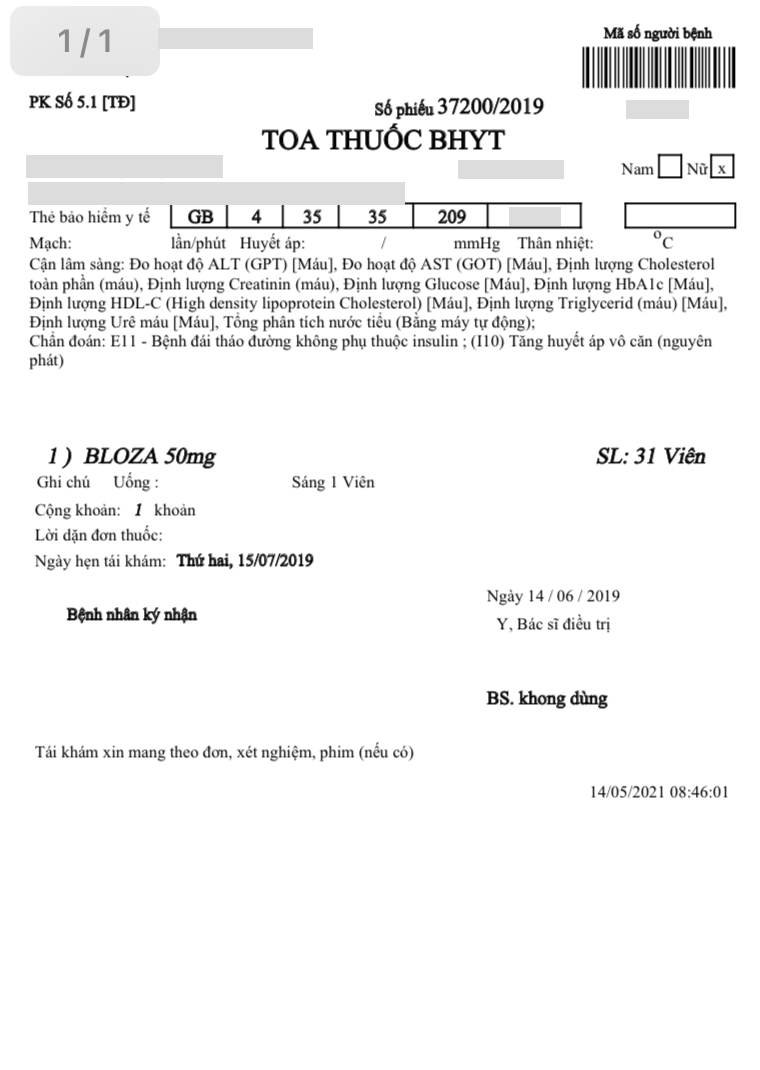 1/1
Mã số người bệnh
PK Số 5.1 [TĐ]
Số phiếu 37200/2019
TOA THUỐC BHYT
Nam Nữ x
Thẻ bảo hiểm y tế GB 4 35 35 209
Mạch: lần/phút Huyết áp: / mmHg Thân nhiệt: °C
Cận lâm sàng: Đo hoạt độ ALT (GPT) [Máu], Đo hoạt độ AST (GOT) [Máu], Định lượng Cholesterol
toàn phần (máu), Định lượng Creatinin (máu), Định lượng Glucose [Máu], Định lượng HbA1c [Máu],
Định lượng HDL-C (High density lipoprotein Cholesterol) [Máu], Định lượng Triglycerid (máu) [Máu],
Định lượng Urê máu [Máu], Tổng phân tích nước tiểu (Bằng máy tự động);
Chẩn đoán: E11 - Bệnh đái tháo đường không phụ thuộc insulin ; (I10) Tăng huyết áp vô căn (nguyên
phát)
1 ) BLOZA 50mg SL: 31 Viên
Ghi chú Uống : Sáng 1 Viên
Cộng khoản: 1 khoản
Lời dặn đơn thuốc:
Ngày hẹn tái khám: Thứ hai, 15/07/2019
Ngày 14 / 06 / 2019
Bệnh nhân ký nhận
Y, Bác sĩ điều trị
BS. khong dùng
Tái khám xin mang theo đơn, xét nghiệm, phim (nếu có)
14/05/2021 08:46:01